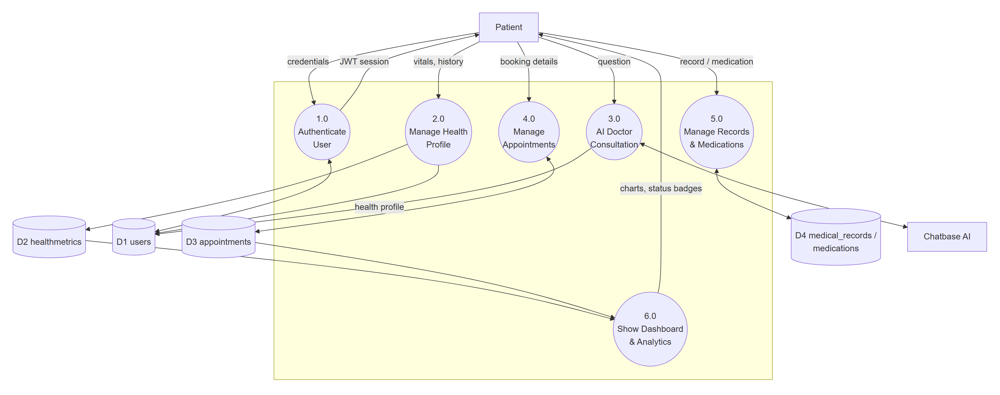 Patient
credentials
JWT session
vitals, history
booking details
question
record / medication
1.0
Authenticate
User
2.0
Manage Health
Profile
4.0
Manage
Appointments
3.0
AI Doctor
Consultation
5.0
Manage Records
& Medications
charts, status badges
health profile
D2 healthmetrics
D1 users
D3 appointments
D4 medical_records /
medications
Chatbase AI
6.0
Show Dashboard
& Analytics